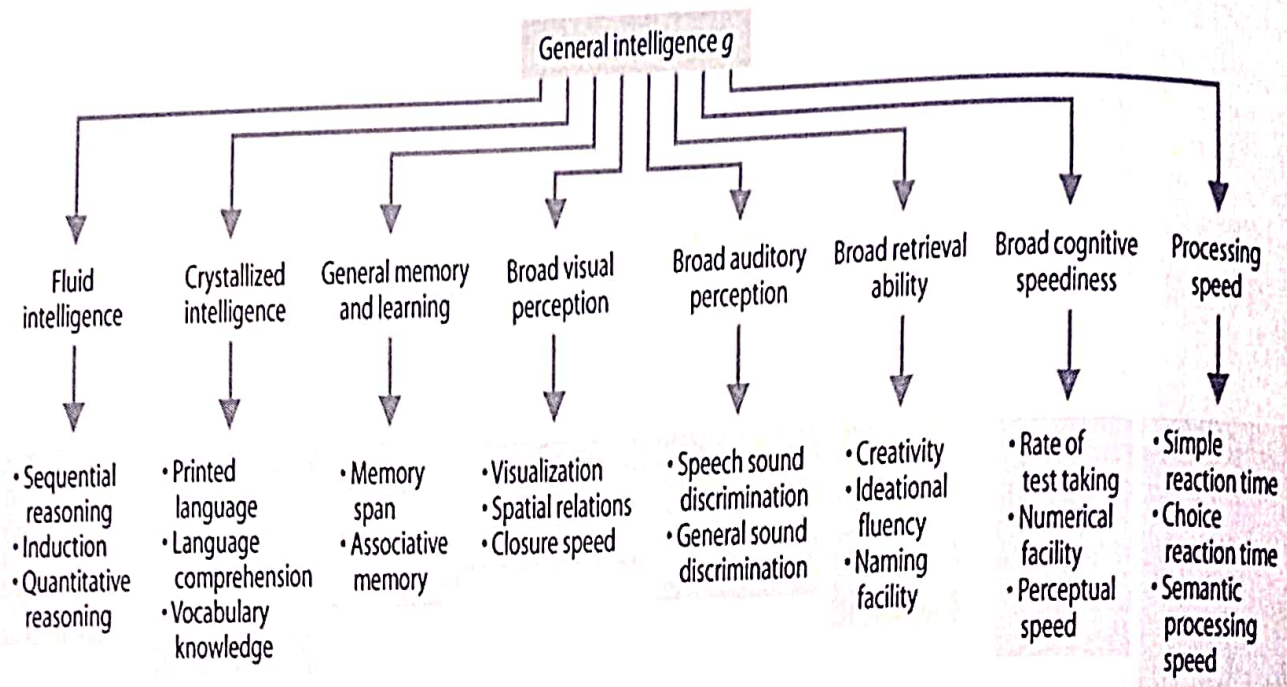 General intelligence g
Fluid
intelligence
Crystallized
intelligence
General memory
and learning
Broad visual
perception
Broad auditory
perception
Broad retrieval
ability
Broad cognitive
speediness
Processing
speed
• Sequential
reasoning
• Induction
• Quantitative
reasoning
• Printed
language
• Language
comprehension
• Vocabulary
knowledge
• Memory
span
• Associative
memory
• Visualization
• Spatial relations
• Closure speed
• Speech sound
discrimination
• General sound
discrimination
• Creativity
• Ideational
fluency
• Naming
facility
• Rate of
test taking
• Numerical
facility
• Perceptual
speed
• Simple
reaction time
• Choice
reaction time
• Semantic
processing
speed